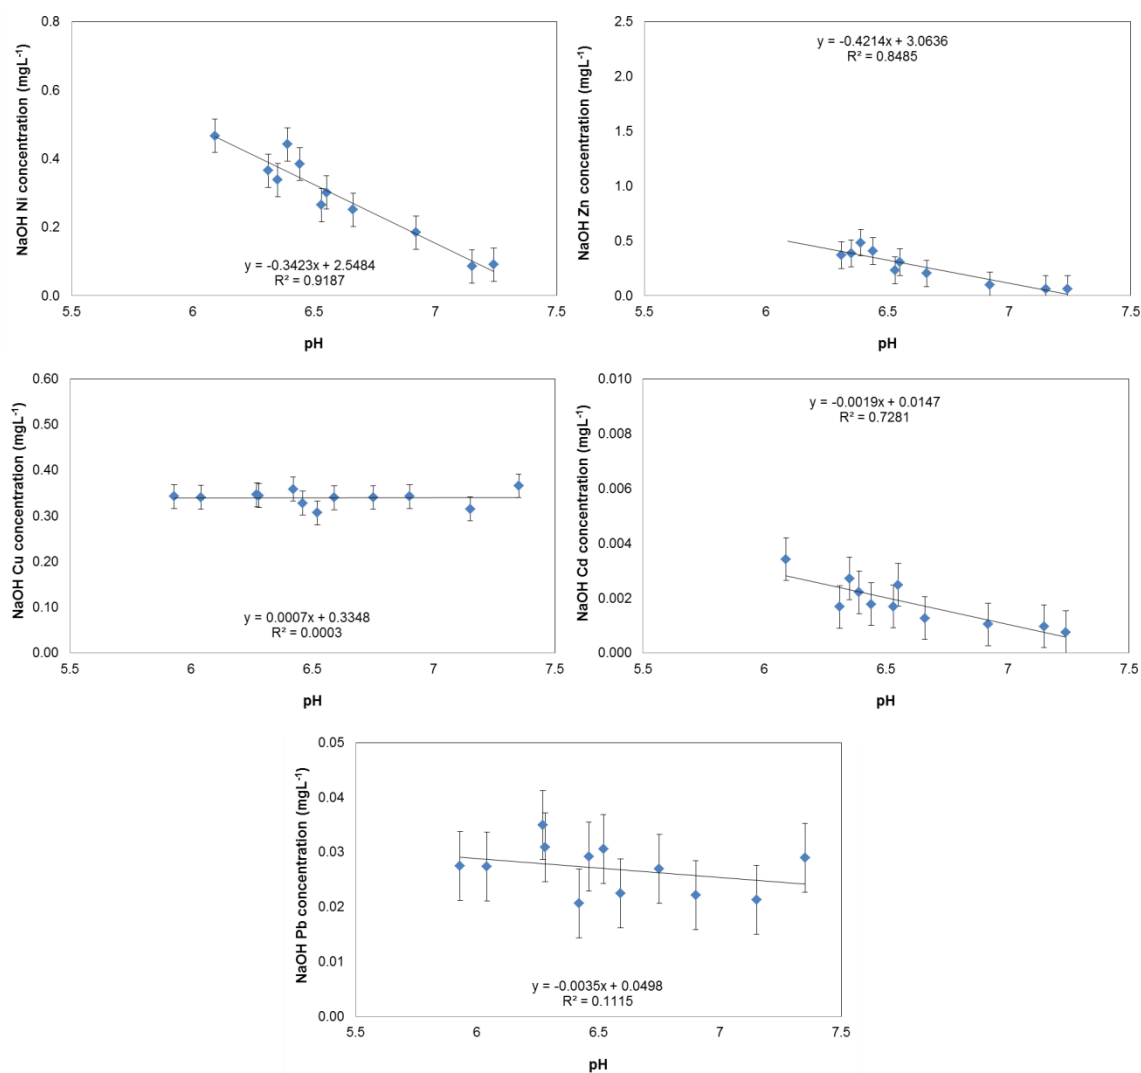 0.8
0.6
0.4
0.2
0.0
NaOH Ni concentration (mgL⁻¹)
y = -0.3423x + 2.5484
R² = 0.9187
5.5 6 6.5 7 7.5
pH
2.5
2.0
1.5
1.0
0.5
0.0
NaOH Zn concentration (mgL⁻¹)
y = -0.4214x + 3.0636
R² = 0.8485
5.5 6 6.5 7 7.5
pH
0.60
0.50
0.40
0.30
0.20
0.10
0.00
NaOH Cu concentration (mgL⁻¹)
y = 0.0007x + 0.3348
R² = 0.0003
5.5 6 6.5 7 7.5
pH
0.010
0.008
0.006
0.004
0.002
0.000
NaOH Cd concentration (mgL⁻¹)
y = -0.0019x + 0.0147
R² = 0.7281
5.5 6 6.5 7 7.5
pH
0.05
0.04
0.03
0.02
0.01
0.00
NaOH Pb concentration (mgL⁻¹)
y = -0.0035x + 0.0498
R² = 0.1115
5.5 6 6.5 7 7.5
pH